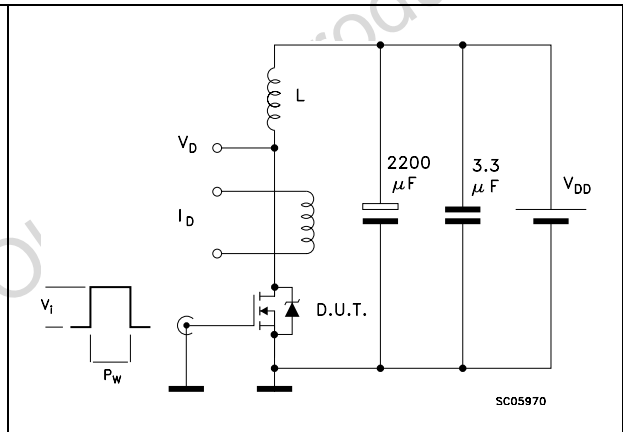 L
V_D
2200
μF
3.3
μF
V_DD
I_D
D.U.T.
V_i
P_W
SC05970